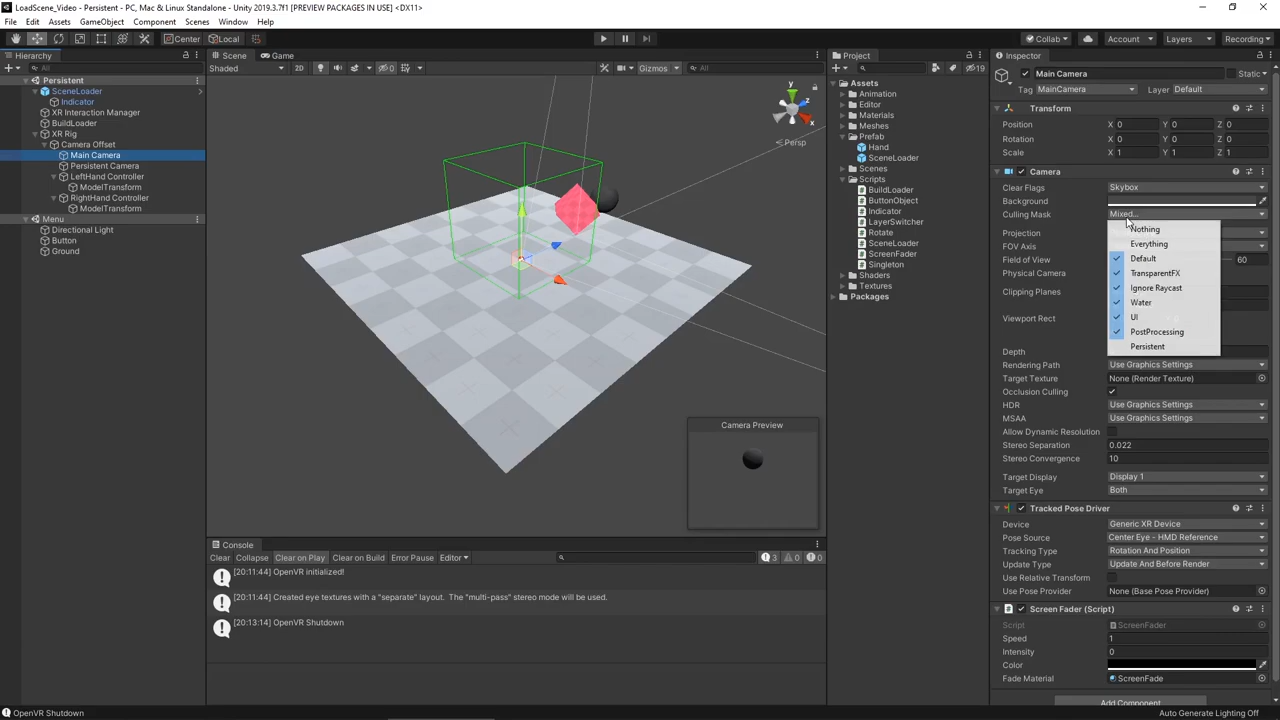 LoadScene_Video - Persistent - PC, Mac & Linux Standalone - Unity 2019.3.7f1 [PREVIEW PACKAGES IN USE] <DX11>
File Edit Assets GameObject Component Scenes Window Help
Center Local Collab Account Layers Recording
Hierarchy
All
Persistent
SceneLoader
Indicator
XR Interaction Manager
BuildLoader
XR Rig
Camera Offset
Main Camera
Persistent Camera
LeftHand Controller
ModelTransform
RightHand Controller
ModelTransform
Menu
Directional Light
Button
Ground
Scene Game
Shaded 2D 0 Gizmos All
y
x
Persp
Camera Preview
Console
Clear Collapse Clear on Play Clear on Build Error Pause Editor 3 0 0
[20:11:44] OpenVR initialized!
[20:11:44] Created eye textures with a "separate" layout. The "multi-pass" stereo mode will be used.
[20:13:14] OpenVR Shutdown
Project
19
Assets
Animation
Editor
Materials
Meshes
Prefab
Hand
SceneLoader
Scenes
Scripts
BuildLoader
ButtonObject
Indicator
LayerSwitcher
Rotate
SceneLoader
ScreenFader
Singleton
Shaders
Textures
Packages
Inspector
Main Camera Static
Tag MainCamera Layer Default
Transform
Position X 0 Y 0 Z 0
Rotation X 0 Y 0 Z 0
Scale X 1 Y 1 Z 1
Camera
Clear Flags Skybox
Background
Culling Mask Mixed...
Nothing
Everything
Default
TransparentFX
Ignore Raycast
Water
UI
PostProcessing
Persistent
Projection
FOV Axis
Field of View 60
Physical Camera
Clipping Planes
Viewport Rect
Depth
Rendering Path Use Graphics Settings
Target Texture None (Render Texture)
Occlusion Culling
HDR Use Graphics Settings
MSAA Use Graphics Settings
Allow Dynamic Resolution
Stereo Separation 0.022
Stereo Convergence 10
Target Display Display 1
Target Eye Both
Tracked Pose Driver
Device Generic XR Device
Pose Source Center Eye - HMD Reference
Tracking Type Rotation And Position
Update Type Update And Before Render
Use Relative Transform
Use Pose Provider None (Base Pose Provider)
Screen Fader (Script)
Script ScreenFader
Speed 1
Intensity 0
Color
Fade Material ScreenFade
Add Component
OpenVR Shutdown
Auto Generate Lighting Off